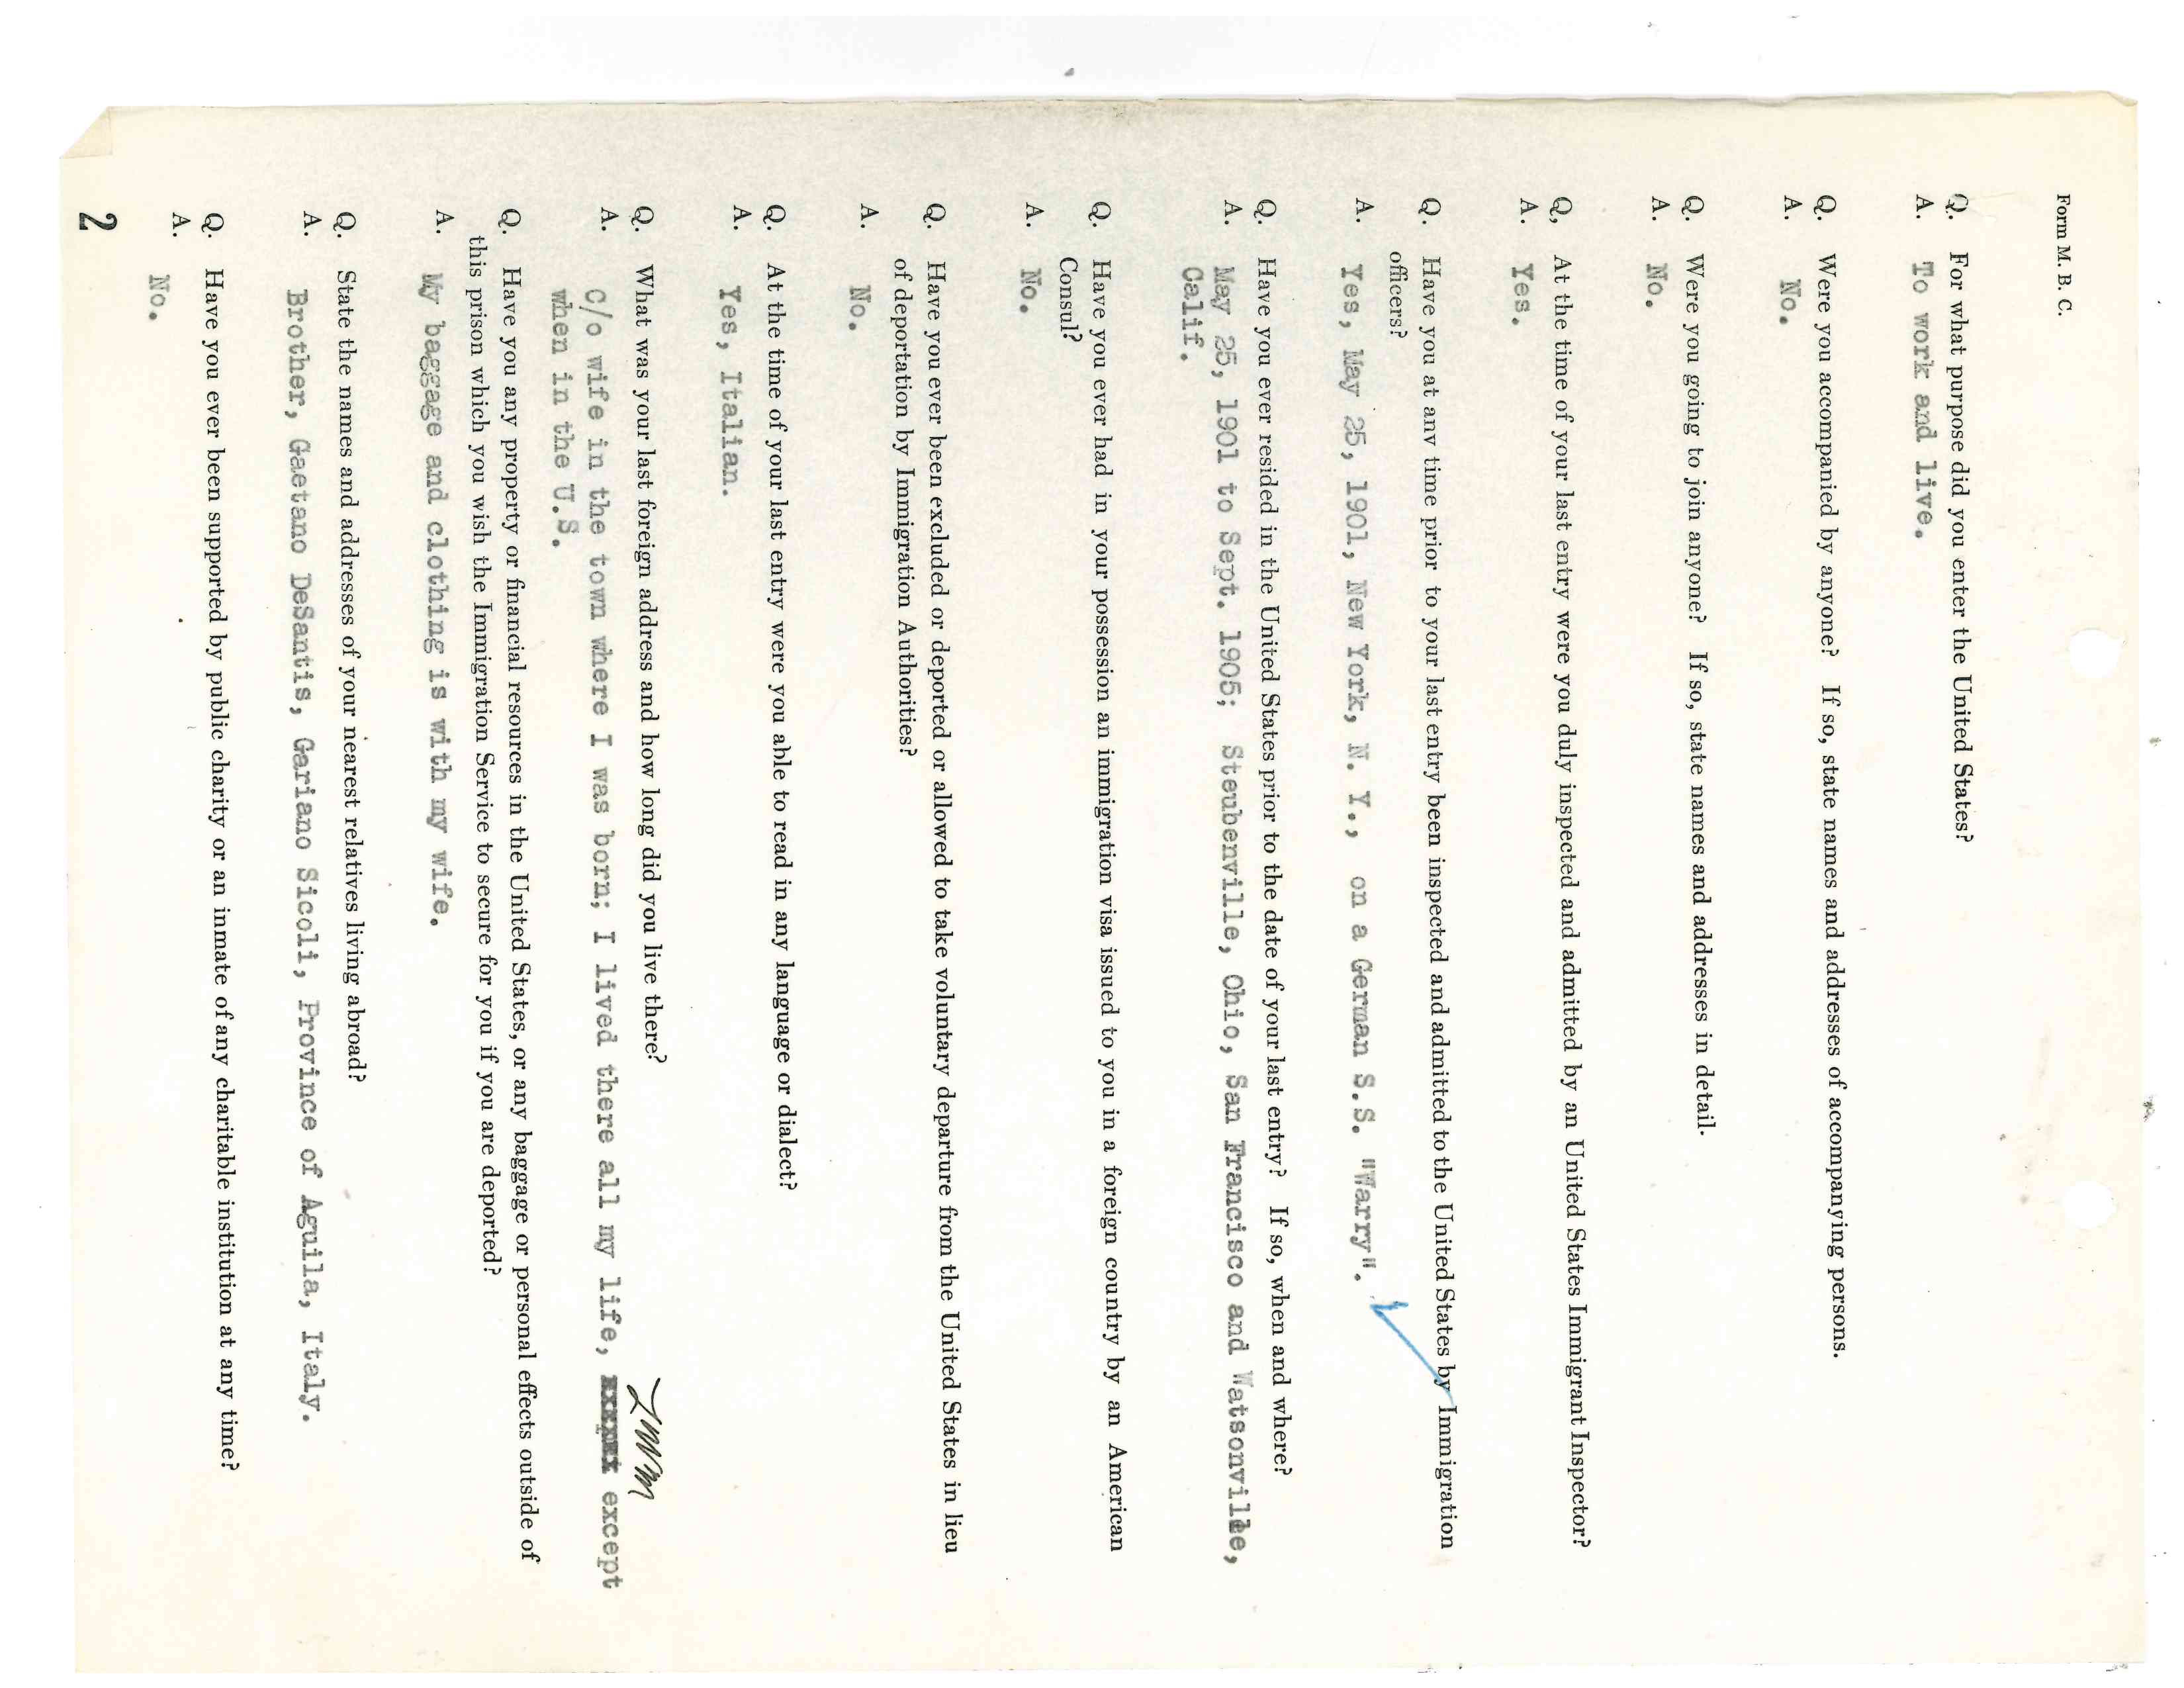 Form M. B. C.
Q. For what purpose did you enter the United States?
A. To work and live.
Q. Were you accompanied by anyone? If so, state names and addresses of accompanying persons.
A. No.
Q. Were you going to join anyone? If so, state names and addresses in detail.
A. No.
Q, At the time of your last entry were you duly inspected and admitted by an United States Immigrant Inspector?
A. Yes.
Q. Have you at any time prior to your last entry been inspected and admitted to the United States by Immigration
officers?
A. Yes, May 25, 1901, New York, N. Y., on a German S.S. "Warry".
Q. Have you ever resided in the United States prior to the date of your last entry? If so, when and where?
A. May 25, 1901 to Sept. 1905; Steubenville, Ohio, San Francisco and Watsonville,
Calif.
Q. Have you ever had in your possession an immigration visa issued to you in a foreign country by an American
Consul?
A. No.
Q. Have you ever been excluded or deported or allowed to take voluntary departure from the United States in lieu
of deportation by Immigration Authorities?
A. No.
Q. At the time of your last entry were you able to read in any language or dialect?
A. Yes, Italian.
Q. What was your last foreign address and how long did you live there?
A. C/o wife in the town where I was born; I lived there all my life, except
when in the U.S.
Q. Have you any property or financial resources in the United States, or any baggage or personal effects outside of
this prison which you wish the Immigration Service to secure for you if you are deported?
A. My baggage and clothing is with my wife.
Q. State the names and addresses of your nearest relatives living abroad?
A. Brother, Gaetano DeSantis, Gariano Sicoli, Province of Aguila, Italy.
Q. Have you ever been supported by public charity or an inmate of any charitable institution at any time?
A.
No.
2